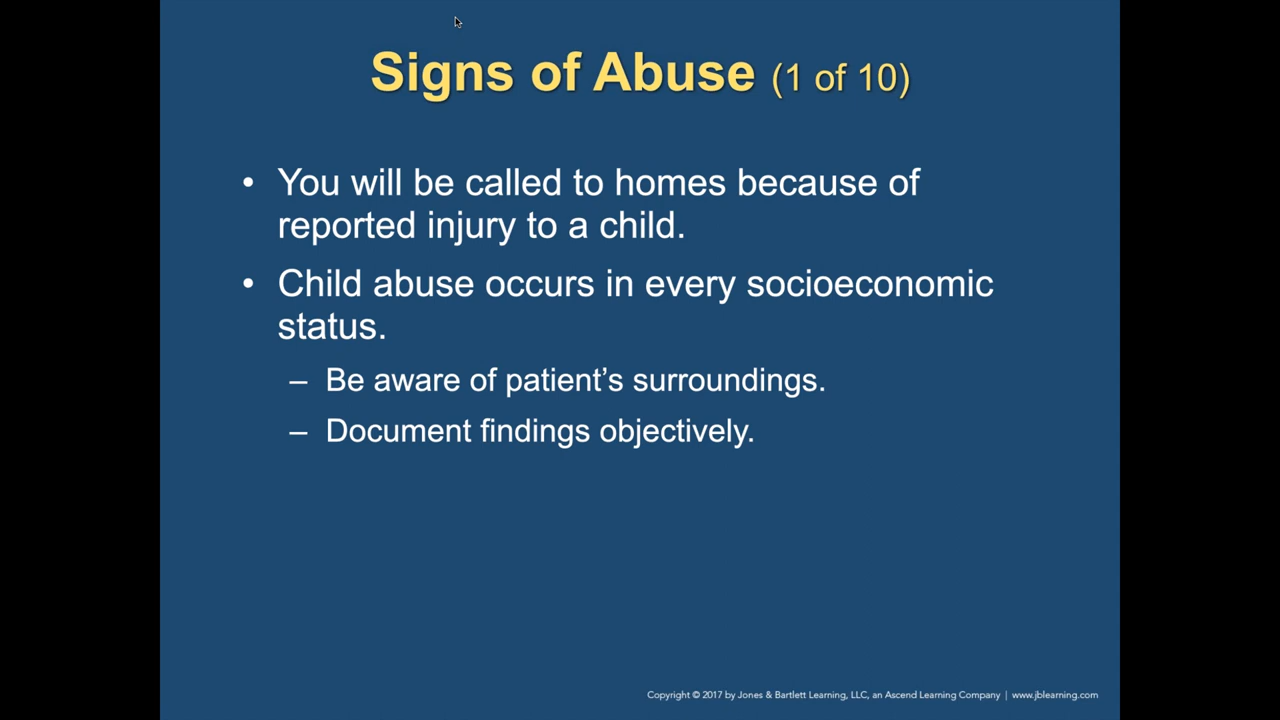 Signs of Abuse (1 of 10)
• You will be called to homes because of
reported injury to a child.
• Child abuse occurs in every socioeconomic
status.
– Be aware of patient’s surroundings.
– Document findings objectively.
Copyright © 2017 by Jones & Bartlett Learning, LLC, an Ascend Learning Company | www.jblearning.com